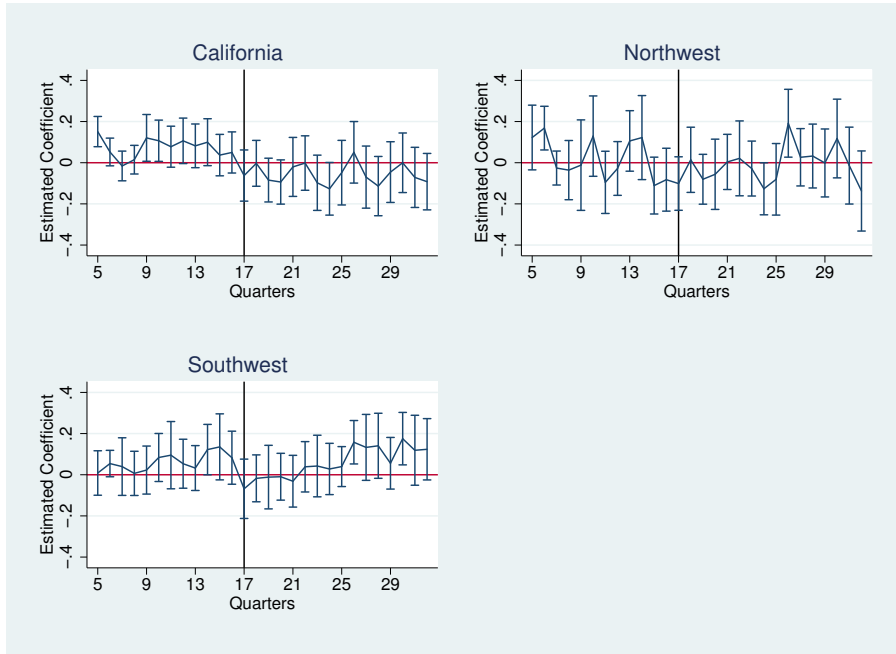 California
Estimated Coefficient
.4
.2
0
−.2
−.4
5 9 13 17 21 25 29
Quarters
Northwest
Estimated Coefficient
.4
.2
0
−.2
−.4
5 9 13 17 21 25 29
Quarters
Southwest
Estimated Coefficient
.4
.2
0
−.2
−.4
5 9 13 17 21 25 29
Quarters